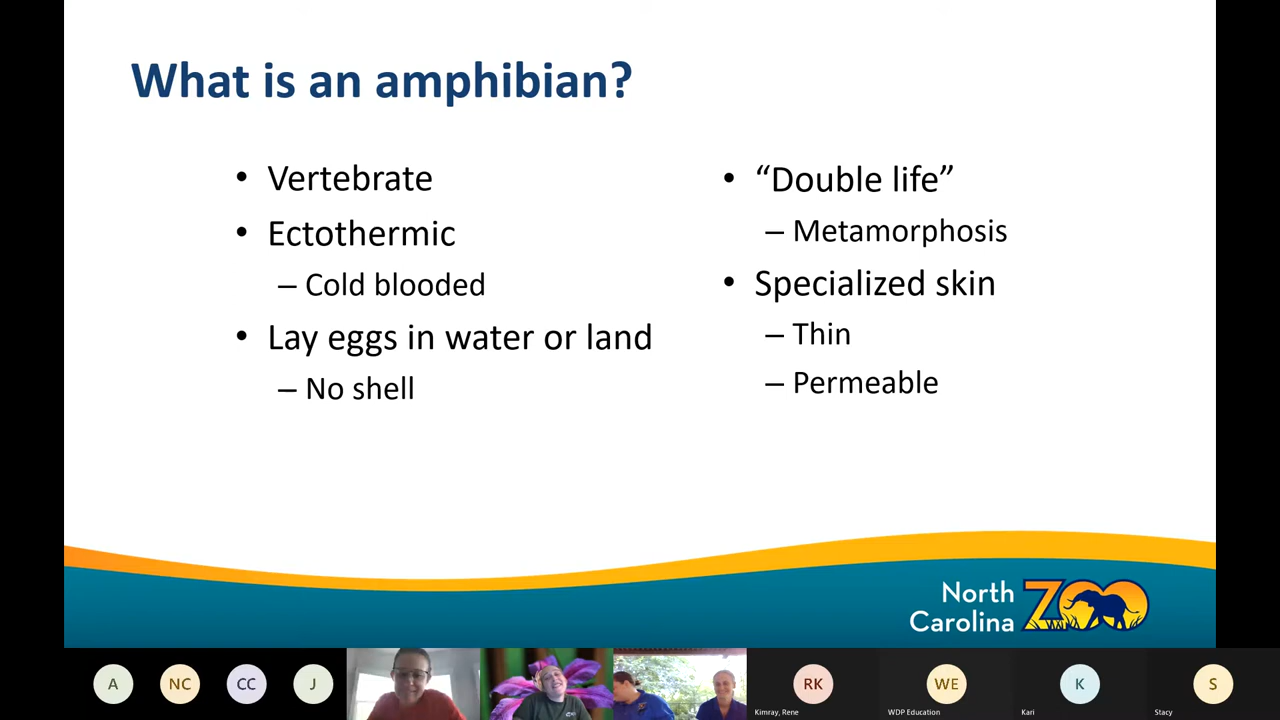 What is an amphibian?
• Vertebrate
• Ectothermic
– Cold blooded
• Lay eggs in water or land
– No shell
• “Double life”
– Metamorphosis
• Specialized skin
– Thin
– Permeable
North
Carolina ZOO
A
NC
CC
J
RK
Kimray, Rene
WE
WDP Education
K
Kari
S
Stacy